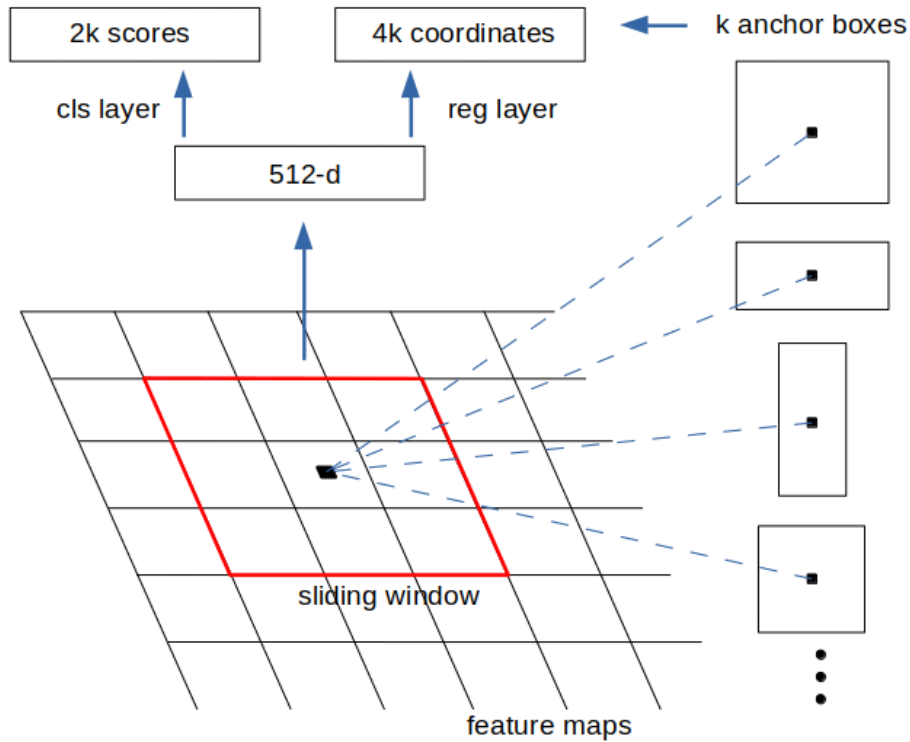 2k scores
4k coordinates
k anchor boxes
cls layer
reg layer
512-d
sliding window
feature maps